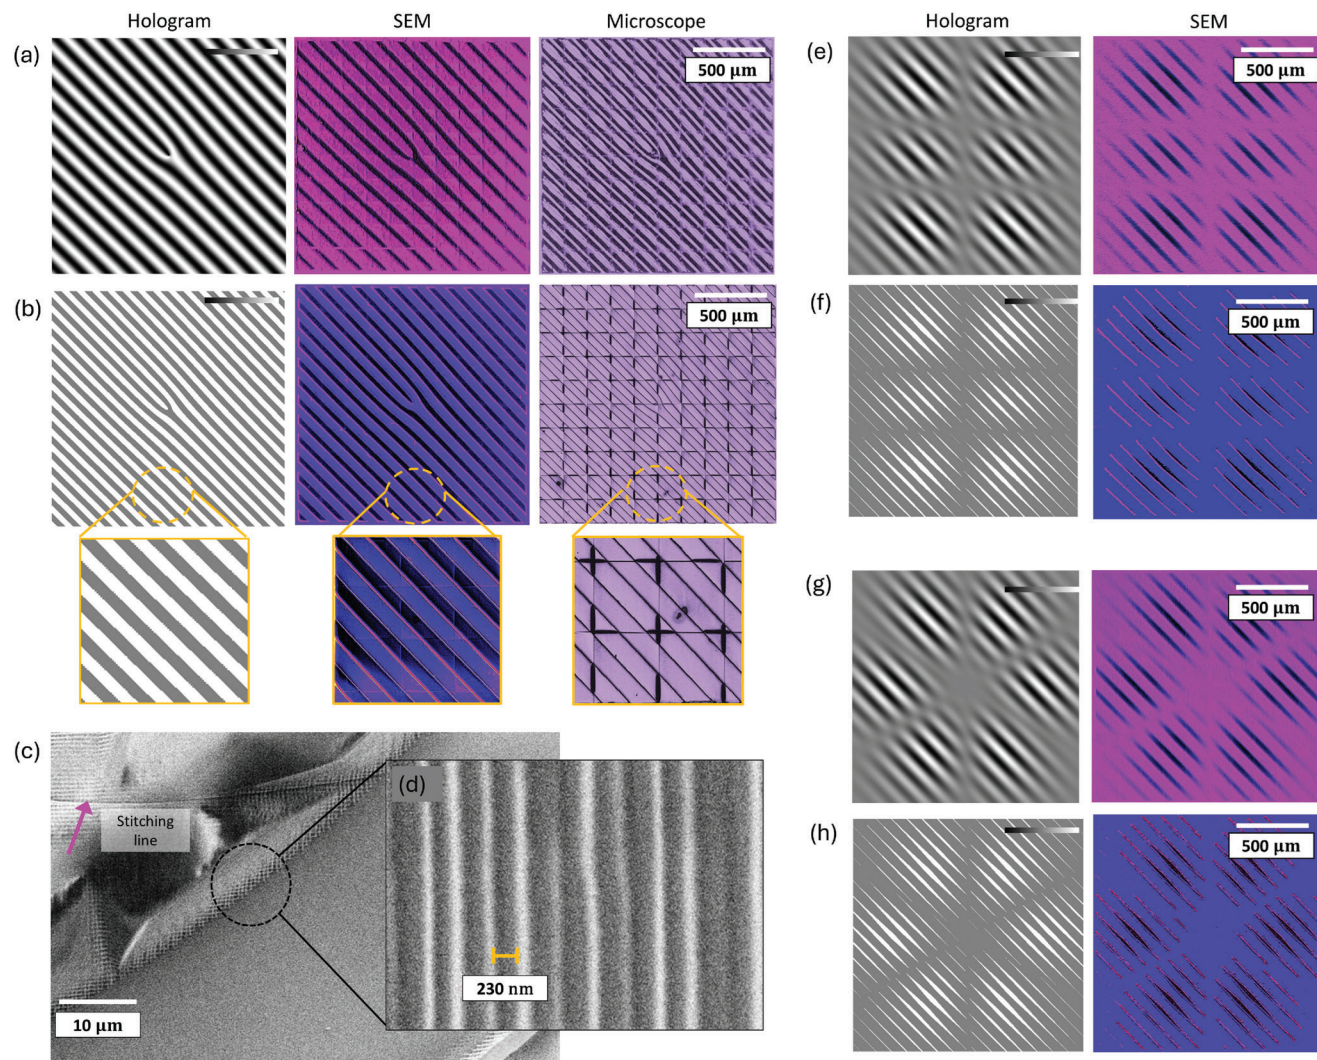 Hologram
SEM
Microscope
Hologram
SEM
(a)
500 μm
(e)
500 μm
(b)
500 μm
(f)
500 μm
(g)
500 μm
(c)
Stitching
line
10 μm
(d)
230 nm
(h)
500 μm